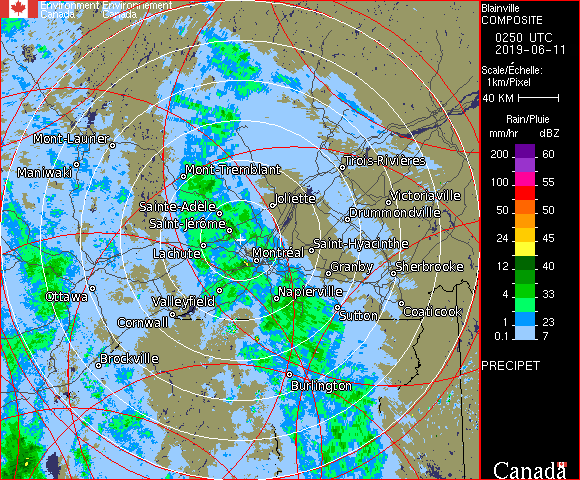 Environment Environnement
Canada Canada
Blainville
COMPOSITE
0250 UTC
2019-06-11
Scale/Échelle:
1km/Pixel
40 KM
Rain/Pluie
mm/hr dBZ
200 60
100 55
50 50
24 45
12 40
4 33
1 23
0.1 7
PRECIPET
Canada
Mont-Laurier
Maniwaki
Mont-Tremblant
Trois-Rivières
Sainte-Adèle
Joliette
Victoriaville
Drummondville
Saint-Jérôme
Lachute
Montréal
Saint-Hyacinthe
Granby
Sherbrooke
Ottawa
Valleyfield
Napierville
Cornwall
Sutton
Coaticook
Brockville
Burlington